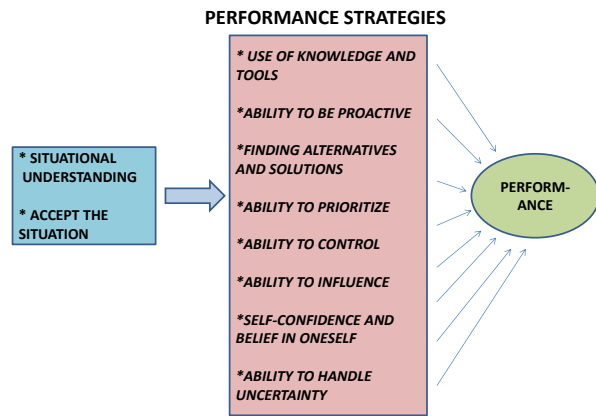 PERFORMANCE STRATEGIES
* SITUATIONAL
UNDERSTANDING
* ACCEPT THE
SITUATION
* USE OF KNOWLEDGE AND
TOOLS
*ABILITY TO BE PROACTIVE
*FINDING ALTERNATIVES
AND SOLUTIONS
*ABILITY TO PRIORITIZE
*ABILITY TO CONTROL
*ABILITY TO INFLUENCE
*SELF-CONFIDENCE AND
BELIEF IN ONESELF
*ABILITY TO HANDLE
UNCERTAINTY
PERFORM-
ANCE